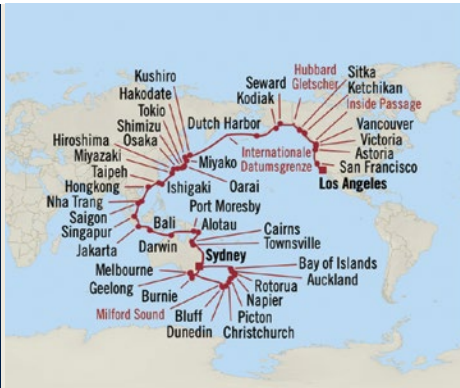 Kushiro
Hakodate
Tokio
Shimizu
Osaka
Hiroshima
Miyazaki
Taipeh
Hongkong
Nha Trang
Saigon
Singapur
Jakarta
Miyako
Oarai
Ishigaki
Port Moresby
Alotau
Bali
Darwin
Cairns
Townsville
Sydney
Melbourne
Geelong
Burnie
Milford Sound
Bluff
Dunedin
Bay of Islands
Auckland
Rotorua
Napier
Picton
Christchurch
Seward
Kodiak
Dutch Harbor
Internationale
Datumsgrenze
Hubbard
Gletscher
Sitka
Ketchikan
Inside Passage
Vancouver
Victoria
Astoria
San Francisco
Los Angeles